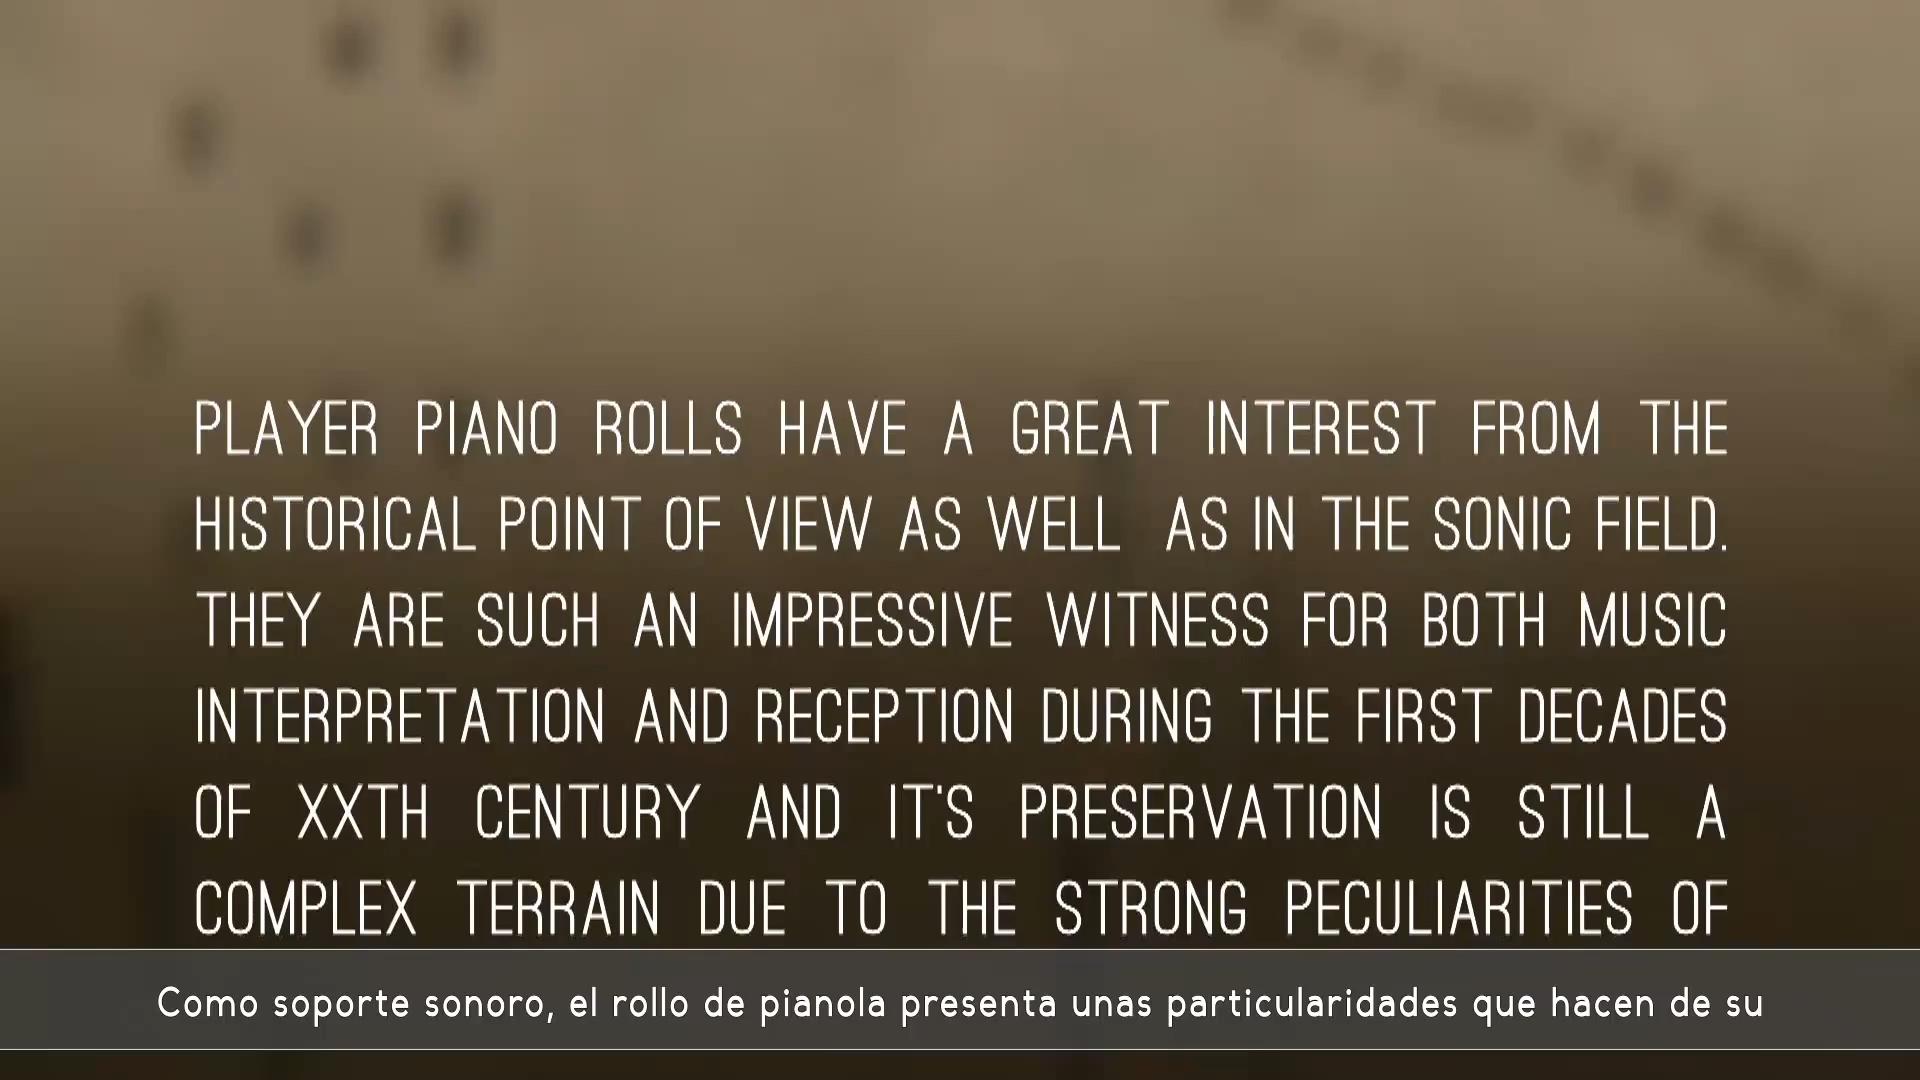 PLAYER PIANO ROLLS HAVE A GREAT INTEREST FROM THE
HISTORICAL POINT OF VIEW AS WELL AS IN THE SONIC FIELD.
THEY ARE SUCH AN IMPRESSIVE WITNESS FOR BOTH MUSIC
INTERPRETATION AND RECEPTION DURING THE FIRST DECADES
OF XXTH CENTURY AND IT'S PRESERVATION IS STILL A
COMPLEX TERRAIN DUE TO THE STRONG PECULIARITIES OF
Como soporte sonoro, el rollo de pianola presenta unas particularidades que hacen de su